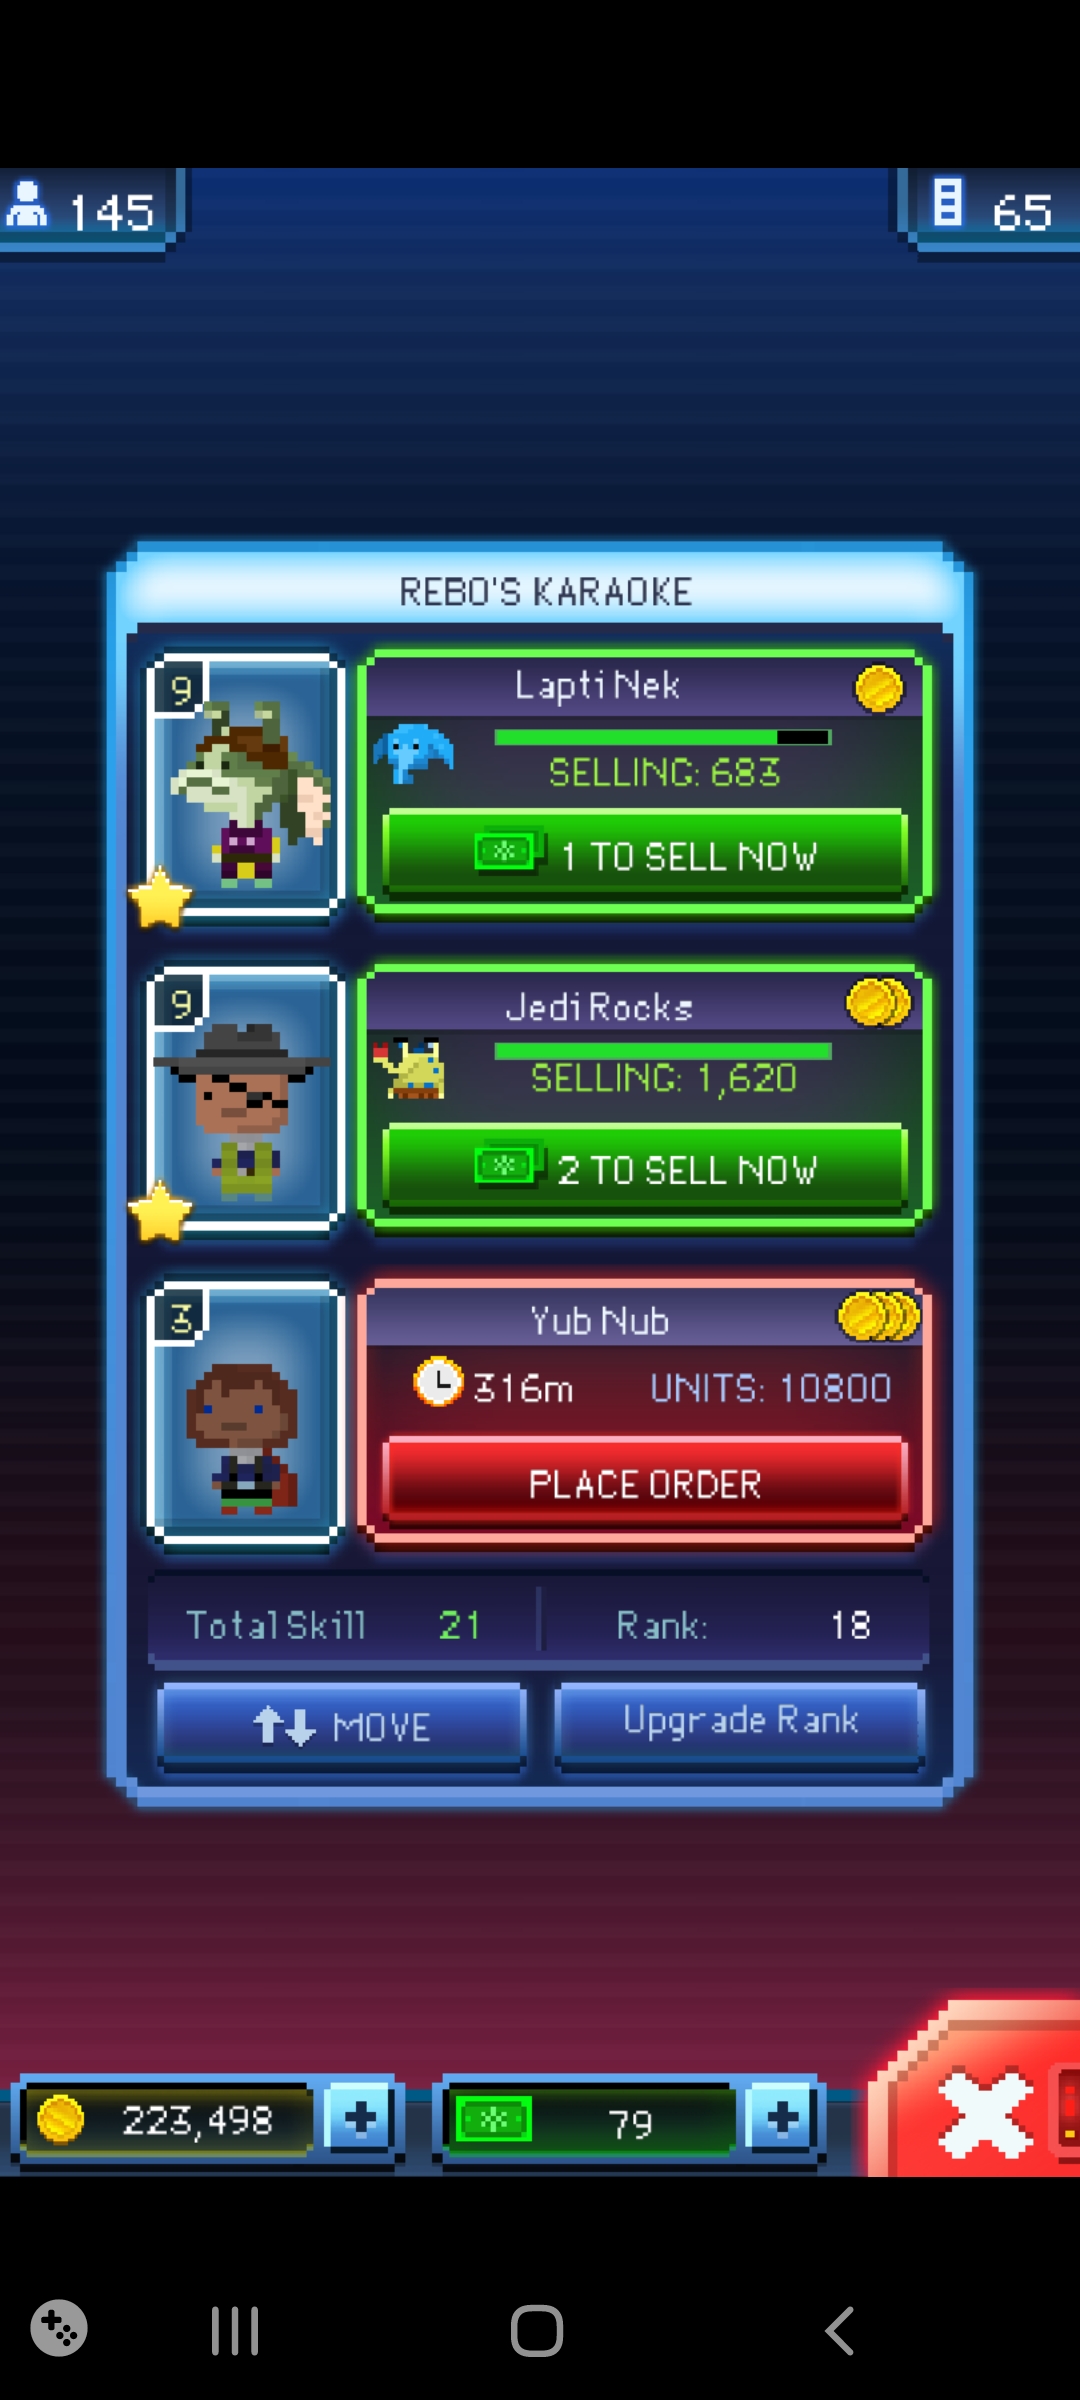 145
65
REBO'S KARAOKE
9
Lapti Nek
SELLING: 683
1 TO SELL NOW
9
Jedi Rocks
SELLING: 1,620
2 TO SELL NOW
3
Yub Nub
316m UNITS: 10800
PLACE ORDER
Total Skill 21 Rank: 18
MOVE Upgrade Rank
223,498 79